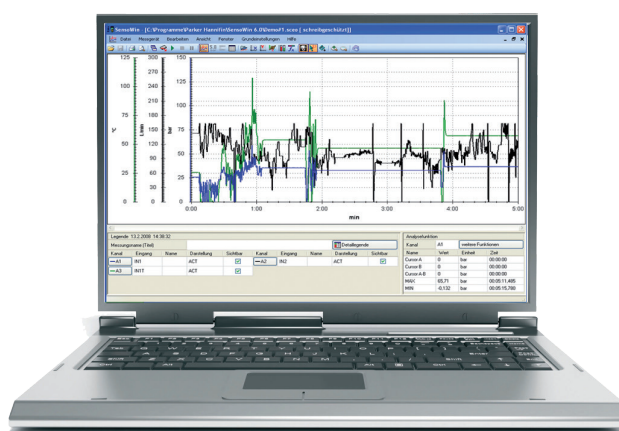 SensoWin [C:\Programme\Parker Hannifin\SensoWin 6.0\Demo#1.scex | schreibgeschützt]]
Datei Messgerät Bearbeiten Ansicht Fenster Grundeinstellungen Hilfe
125 300 150
270
100 240 125
210 100
°C 75 180
l/min 150 bar 75
50 120
90 50
25 60 25
30
0 0 0
0:00 1:00 2:00 3:00 4:00 5:00
min
Legende 13.2.2008 14:38:32
Messungsname (Titel) Detaillegende
Kanal Eingang Name Darstellung Sichtbar Kanal Eingang Name Darstellung Sichtbar
A1 IN1 ACT A2 IN2 ACT
A3 IN1T ACT
Analysefunktion
Kanal A1 weitere Funktionen
Name Wert Einheit Zeit
Cursor A 0 bar 00:00:00
Cursor B 0 bar 00:00:00
Cursor A-B 0 bar 00:00:00
MAX 65,71 bar 00:05:11,495
MIN -0,132 bar 00:05:15,780